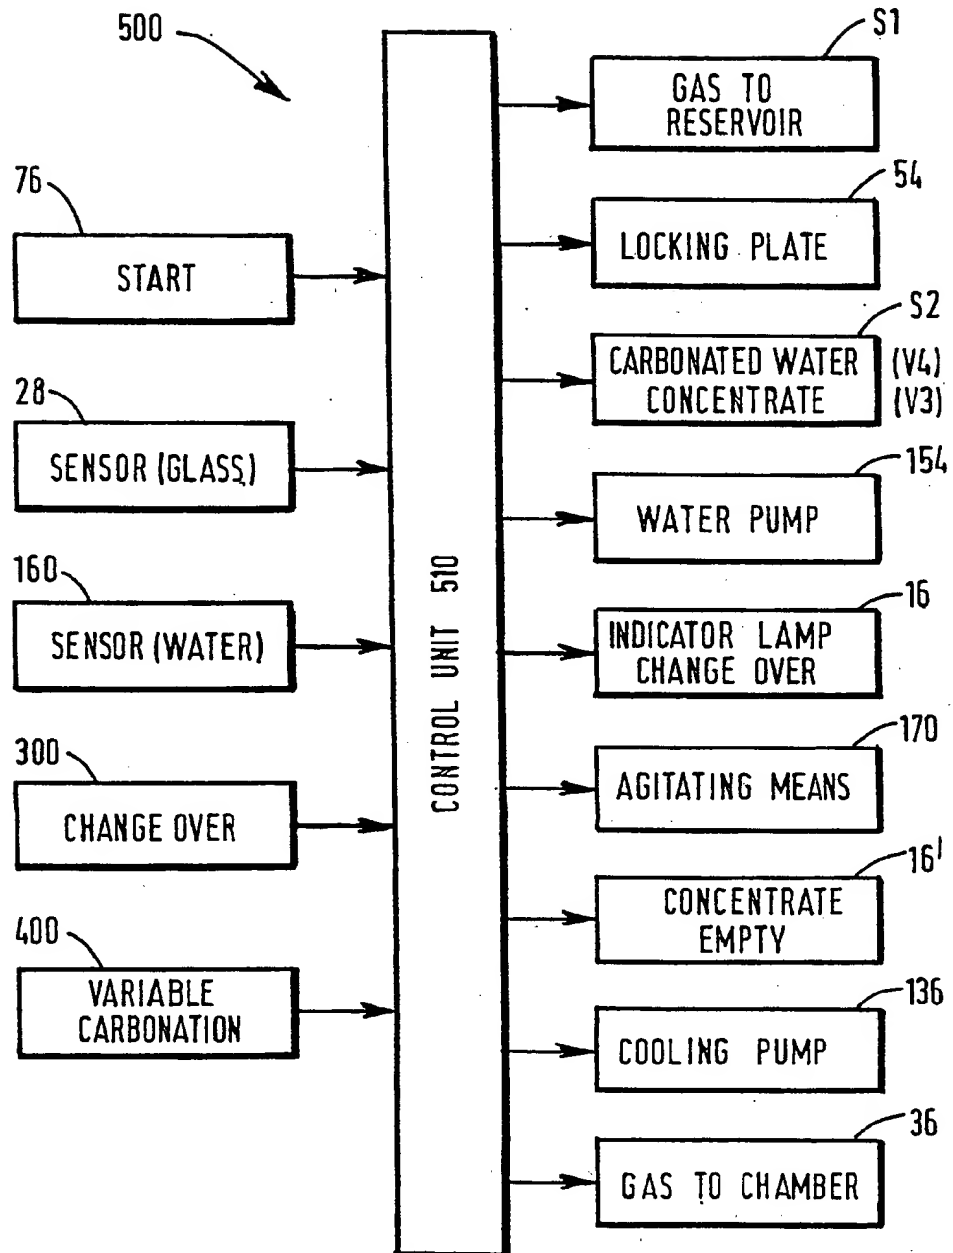 500
76
START
28
SENSOR (GLASS)
160
SENSOR (WATER)
300
CHANGE OVER
400
VARIABLE
CARBONATION
CONTROL UNIT 510
S1
GAS TO
RESERVOIR
54
LOCKING PLATE
S2
CARBONATED WATER (V4)
CONCENTRATE (V3)
154
WATER PUMP
16
INDICATOR LAMP
CHANGE OVER
170
AGITATING MEANS
16'
CONCENTRATE
EMPTY
136
COOLING PUMP
36
GAS TO CHAMBER